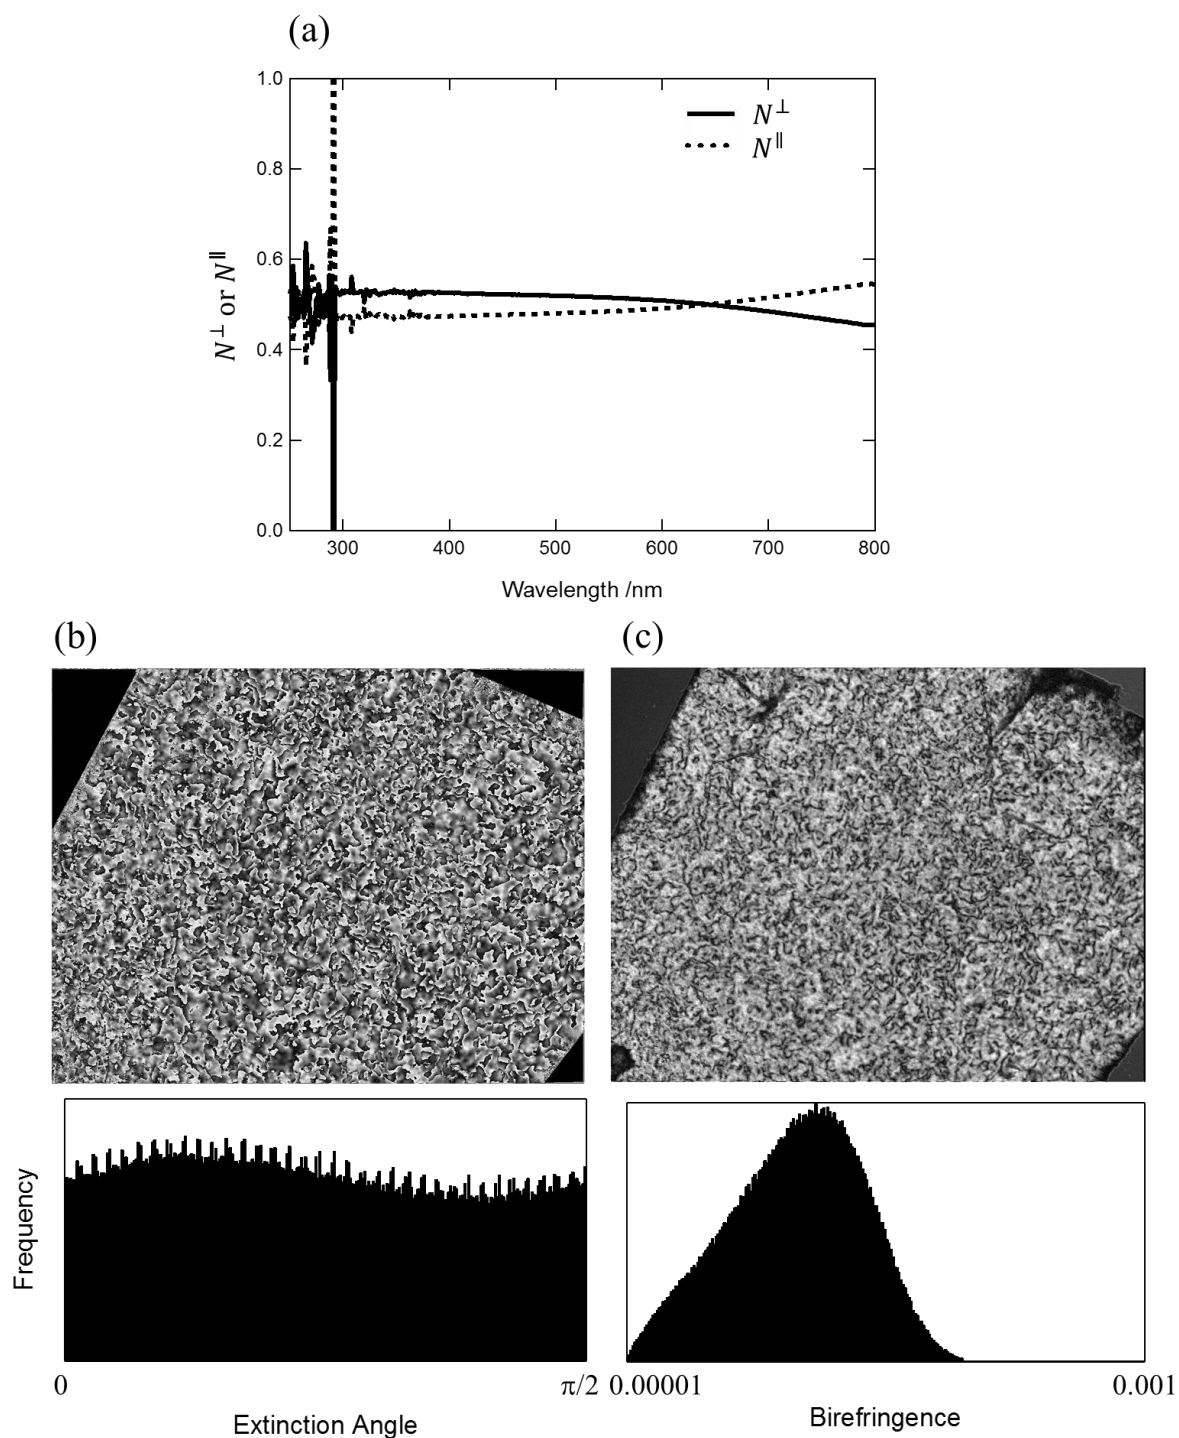 (a)
1.0
0.8
0.6
0.4
0.2
0.0
N⊥ or N∥
N⊥
N∥
300 400 500 600 700 800
Wavelength /nm
(b) (c)
Frequency
0 π/2 0.00001 0.001
Extinction Angle Birefringence